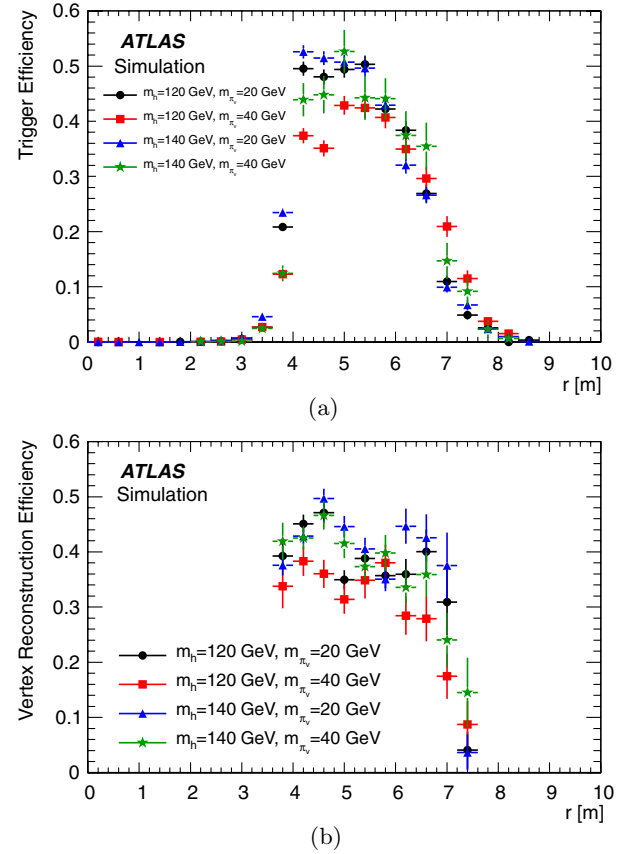 0.6
ATLAS
Simulation
0.5
m_h=120 GeV, m_πv=20 GeV
m_h=120 GeV, m_πv=40 GeV
0.4
m_h=140 GeV, m_πv=20 GeV
m_h=140 GeV, m_πv=40 GeV
0.3
0.2
0.1
0
Trigger Efficiency
0 1 2 3 4 5 6 7 8 9 10
r [m]
(a)
0.6
ATLAS
Simulation
0.5
0.4
0.3
m_h=120 GeV, m_πv=20 GeV
0.2
m_h=120 GeV, m_πv=40 GeV
m_h=140 GeV, m_πv=20 GeV
0.1
m_h=140 GeV, m_πv=40 GeV
0
Vertex Reconstruction Efficiency
0 1 2 3 4 5 6 7 8 9 10
r [m]
(b)